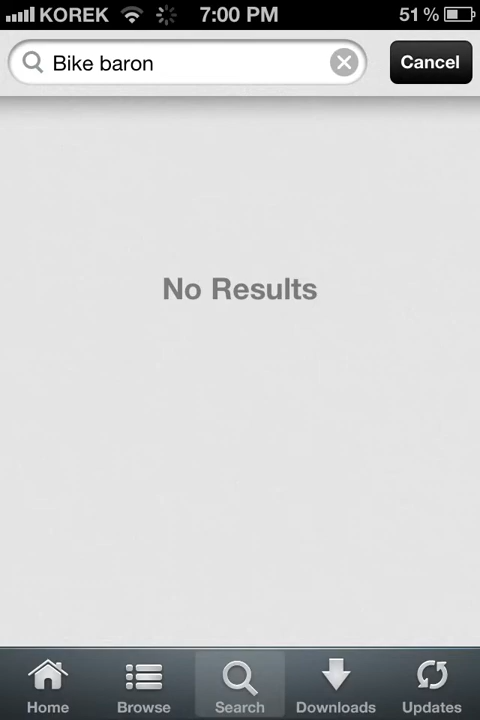 KOREK 7:00 PM 51 %
Bike baron Cancel
No Results
Home Browse Search Downloads Updates